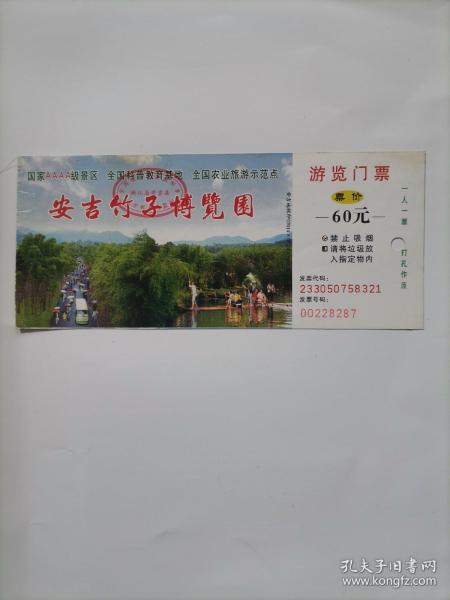 国家AAAA级景区 全国科普教育基地 全国农业旅游示范点
安吉竹子博覽園
游览门票
票价
—60元—
禁止吸烟
请将垃圾放
入指定物内
发票代码:
233050758321
发票号码:
00228287
一人一票 打孔作废
孔夫子旧书网
www.kongfz.com